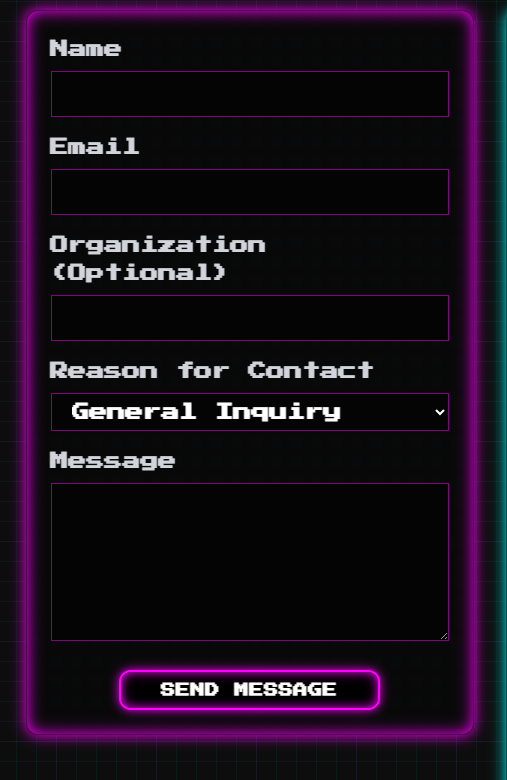 Name
Email
Organization
(Optional)
Reason for Contact
General Inquiry
Message
SEND MESSAGE